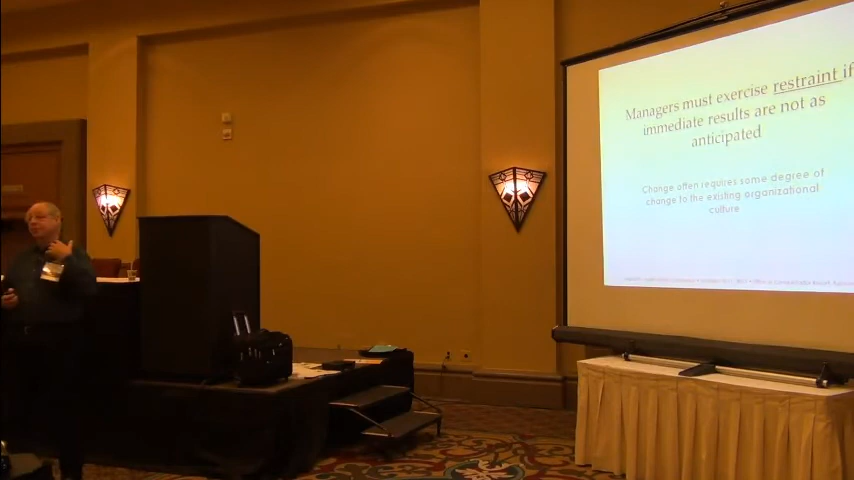 Managers must exercise restraint if
immediate results are not as
anticipated
Change often requires some degree of
change to the existing organizational
culture